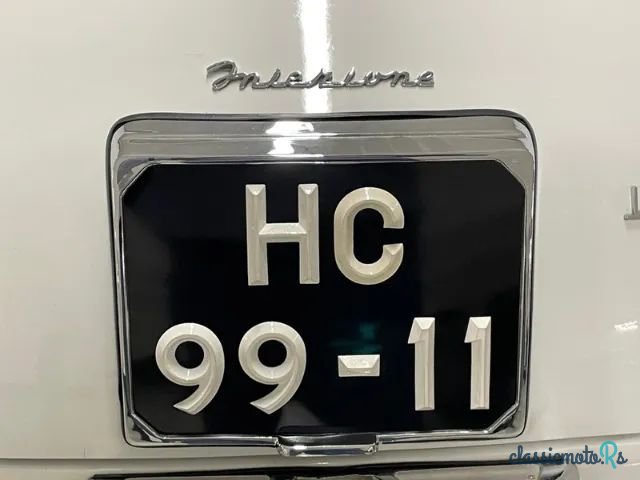 Iniezione
HC
99-11
classicmoto.Rs